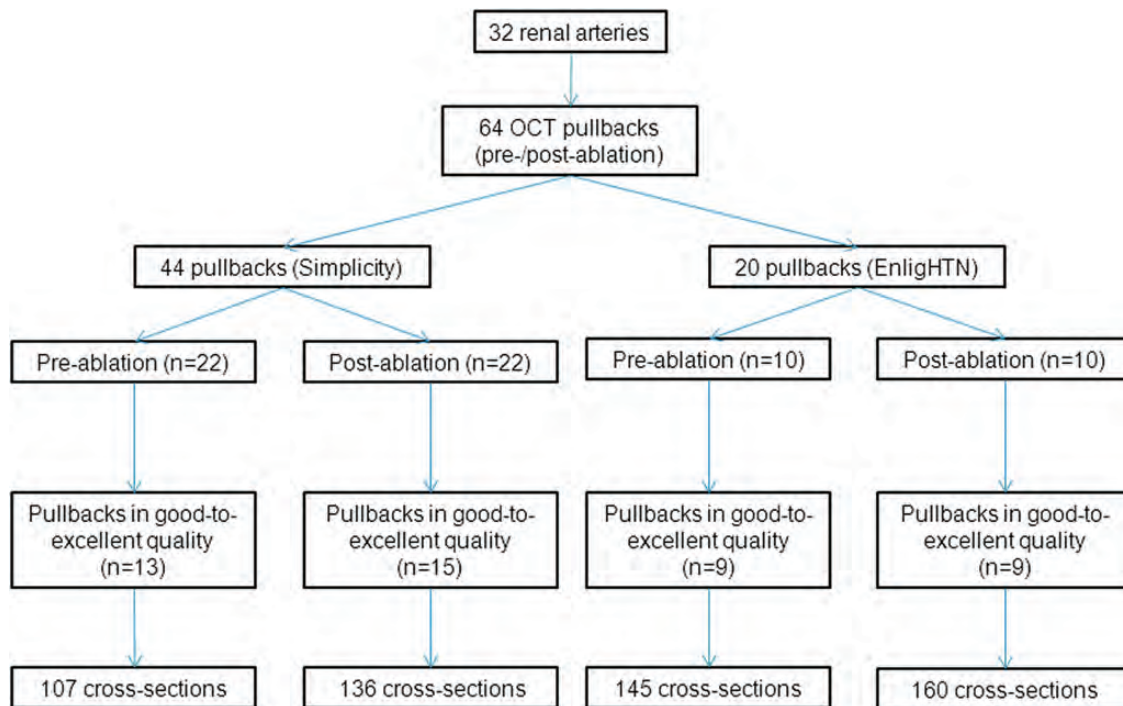 32 renal arteries
64 OCT pullbacks
(pre-/post-ablation)
44 pullbacks (Simplicity)
20 pullbacks (EnligHTN)
Pre-ablation (n=22)
Post-ablation (n=22)
Pre-ablation (n=10)
Post-ablation (n=10)
Pullbacks in good-to-
excellent quality
(n=13)
Pullbacks in good-to-
excellent quality
(n=15)
Pullbacks in good-to-
excellent quality
(n=9)
Pullbacks in good-to-
excellent quality
(n=9)
107 cross-sections
136 cross-sections
145 cross-sections
160 cross-sections